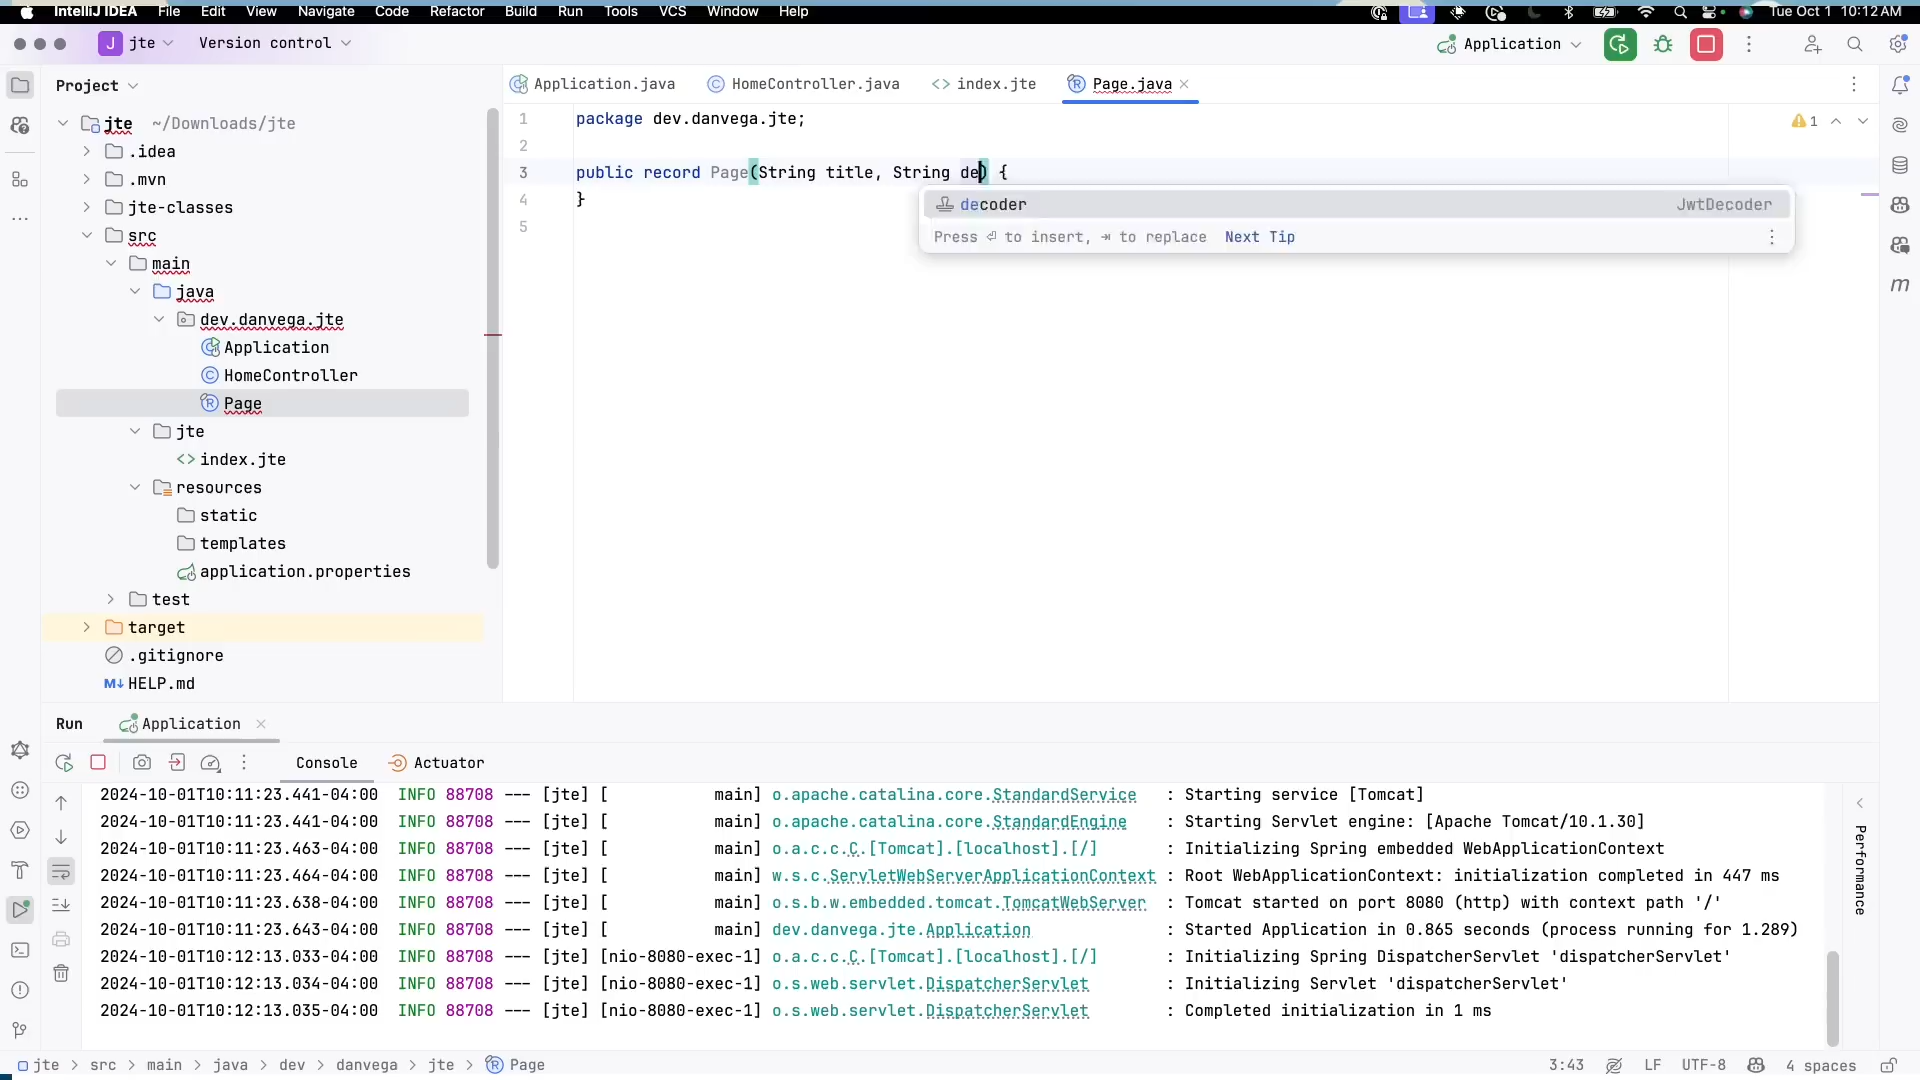 IntelliJ IDEA File Edit View Navigate Code Refactor Build Run Tools VCS Window Help Tue Oct 1 10:12 AM
J jte Version control Application
Project
Application.java HomeController.java <> index.jte Page.java
jte ~/Downloads/jte
.idea
.mvn
jte-classes
src
main
java
dev.danvega.jte
Application
HomeController
Page
jte
<> index.jte
resources
static
templates
application.properties
test
target
.gitignore
M↓ HELP.md
1 package dev.danvega.jte;
2
3 public record Page(String title, String de) {
4 }
5
1
decoder JwtDecoder
Press ⏎ to insert, ⇥ to replace Next Tip
m
Run Application
Console Actuator
2024-10-01T10:11:23.441-04:00 INFO 88708 --- [jte] [ main] o.apache.catalina.core.StandardService : Starting service [Tomcat]
2024-10-01T10:11:23.441-04:00 INFO 88708 --- [jte] [ main] o.apache.catalina.core.StandardEngine : Starting Servlet engine: [Apache Tomcat/10.1.30]
2024-10-01T10:11:23.463-04:00 INFO 88708 --- [jte] [ main] o.a.c.c.C.[Tomcat].[localhost].[/] : Initializing Spring embedded WebApplicationContext
2024-10-01T10:11:23.464-04:00 INFO 88708 --- [jte] [ main] w.s.c.ServletWebServerApplicationContext : Root WebApplicationContext: initialization completed in 447 ms
2024-10-01T10:11:23.638-04:00 INFO 88708 --- [jte] [ main] o.s.b.w.embedded.tomcat.TomcatWebServer : Tomcat started on port 8080 (http) with context path '/'
2024-10-01T10:11:23.643-04:00 INFO 88708 --- [jte] [ main] dev.danvega.jte.Application : Started Application in 0.865 seconds (process running for 1.289)
2024-10-01T10:12:13.033-04:00 INFO 88708 --- [jte] [nio-8080-exec-1] o.a.c.c.C.[Tomcat].[localhost].[/] : Initializing Spring DispatcherServlet 'dispatcherServlet'
2024-10-01T10:12:13.034-04:00 INFO 88708 --- [jte] [nio-8080-exec-1] o.s.web.servlet.DispatcherServlet : Initializing Servlet 'dispatcherServlet'
2024-10-01T10:12:13.035-04:00 INFO 88708 --- [jte] [nio-8080-exec-1] o.s.web.servlet.DispatcherServlet : Completed initialization in 1 ms
Performance
jte > src > main > java > dev > danvega > jte > Page 3:43 LF UTF-8 4 spaces